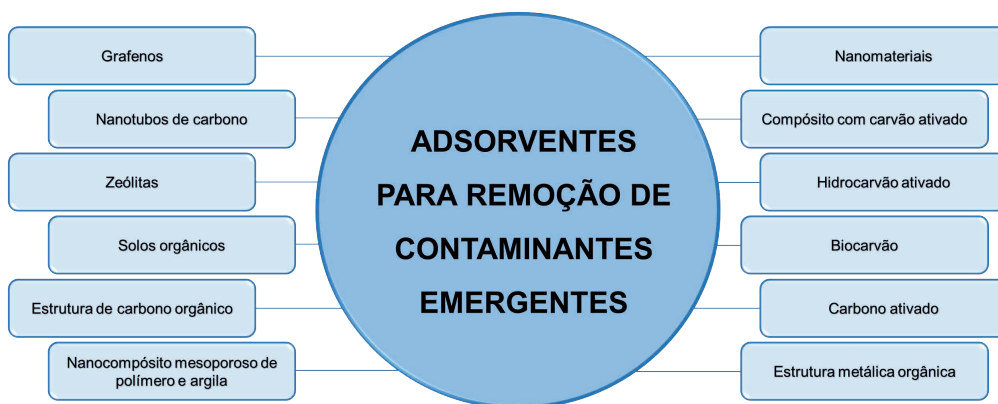 Grafenos
Nanotubos de carbono
Zeólitas
Solos orgânicos
Estrutura de carbono orgânico
Nanocompósito mesoporoso de
polímero e argila
ADSORVENTES
PARA REMOÇÃO DE
CONTAMINANTES
EMERGENTES
Nanomateriais
Compósito com carvão ativado
Hidrocarvão ativado
Biocarvão
Carbono ativado
Estrutura metálica orgânica